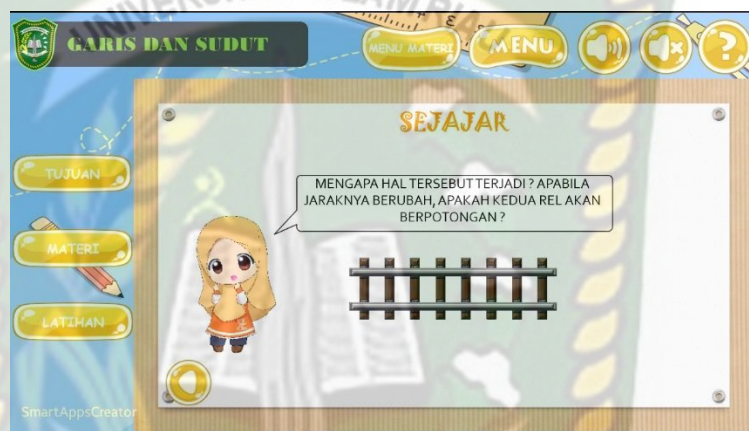 GARIS DAN SUDUT
MENU MATERI
MENU
?
SEJAJAR
TUJUAN
MENGAPA HAL TERSEBUT TERJADI ? APABILA
JARAKNYA BERUBAH, APAKAH KEDUA REL AKAN
BERPOTONGAN ?
MATERI
LATIHAN
SmartAppsCreator